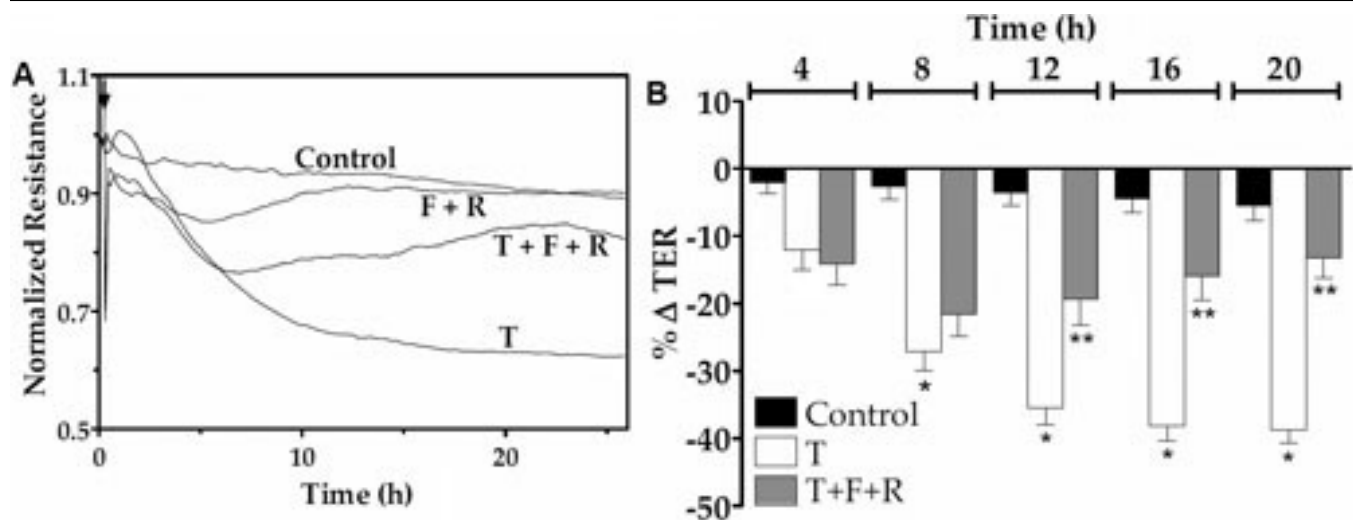 A
Normalized Resistance
1.1
0.9
0.7
0.5
Control
F + R
T + F + R
T
0 10 20
Time (h)
B
Time (h)
4 8 12 16 20
% Δ TER
10
0
-10
-20
-30
-40
-50
* * * *
** ** **
Control
T
T+F+R